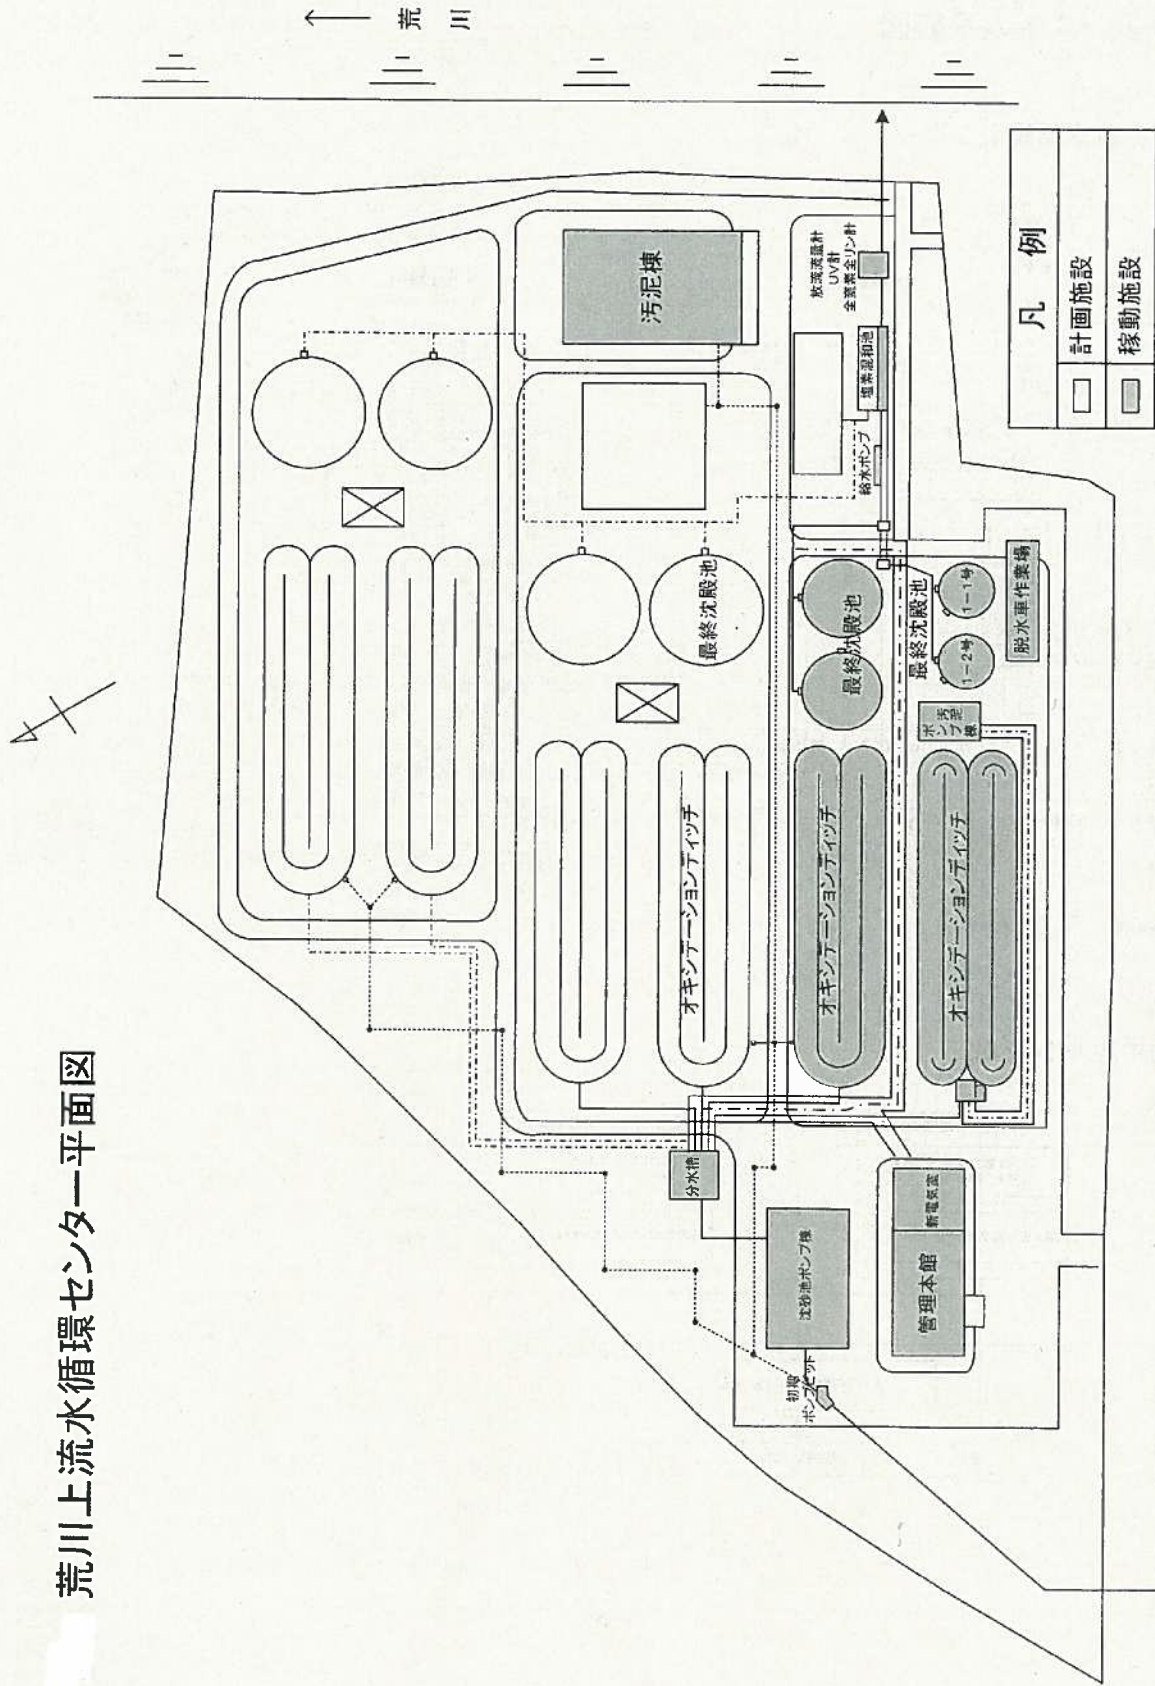 荒川上流水循環センター平面図
荒川
汚泥棟
放流流量計
UV計
全窒素全リン計
塩素混和池
給水ポンプ
最終沈殿池
最終沈殿池
最終沈殿池
1-1号
1-2号
脱水車作業場
汚泥
ポンプ棟
オキシデーションディッチ
オキシデーションディッチ
オキシデーションディッチ
分水槽
沈砂池ポンプ棟
新電気室
管理本館
初期
ポンプピット
凡例
計画施設
稼動施設